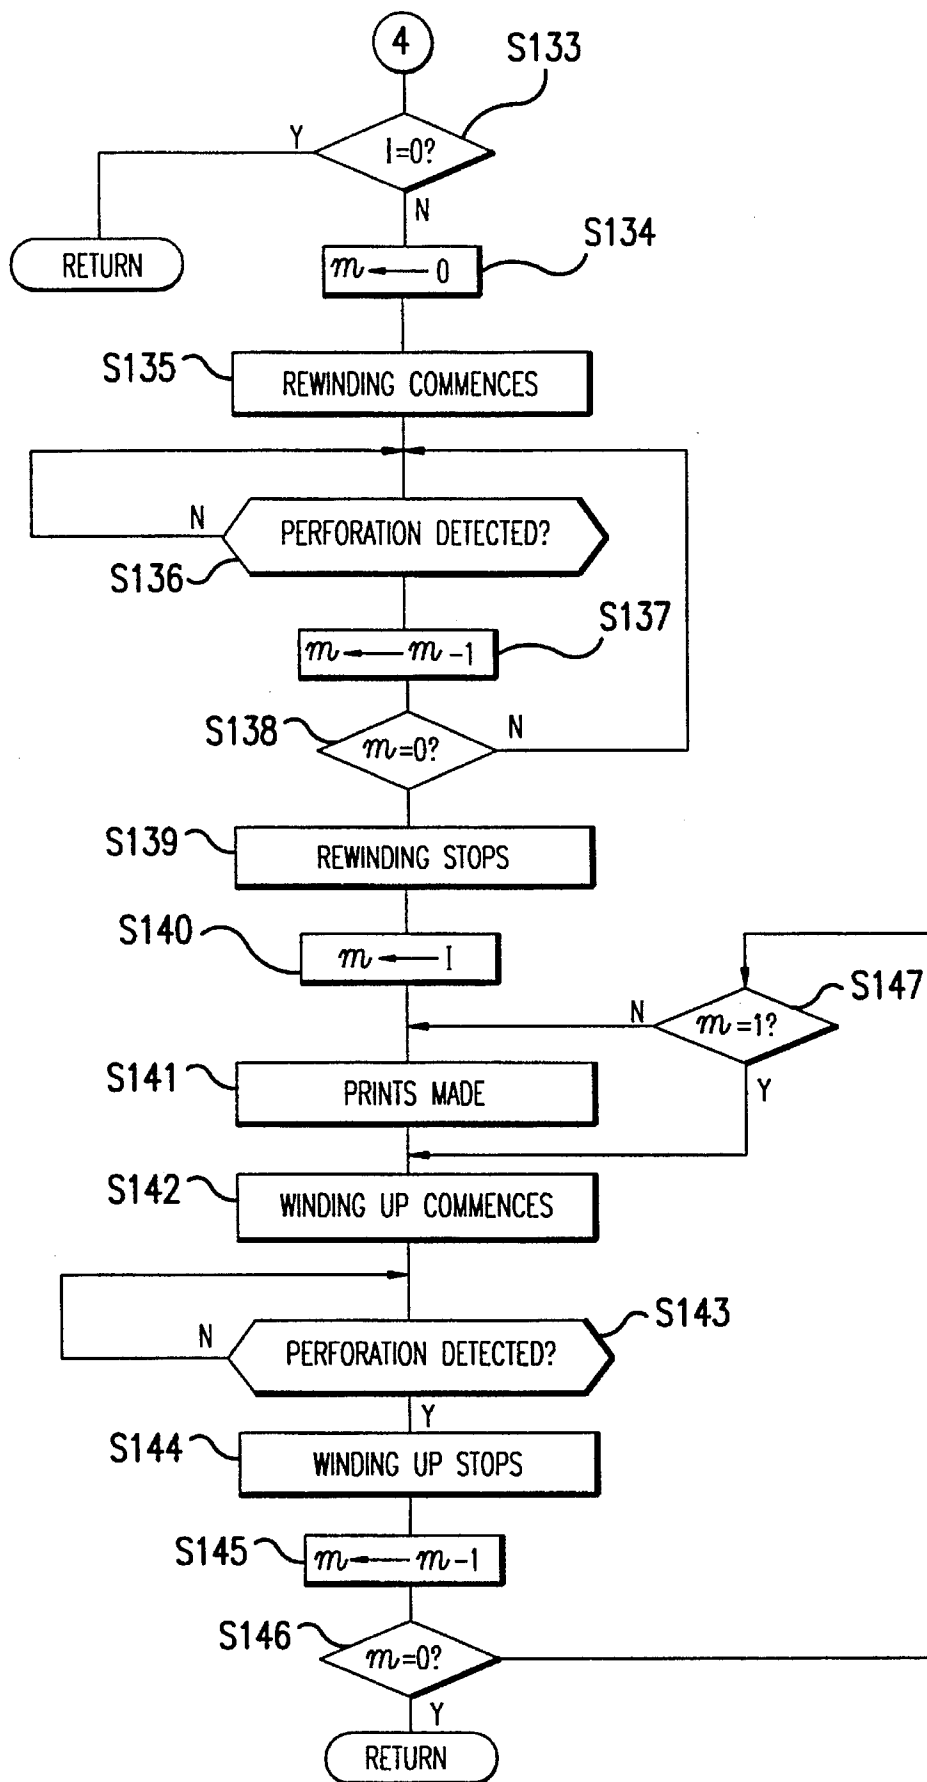 4
S133
Y
I=0?
N
RETURN
S134
m ← 0
S135
REWINDING COMMENCES
N
PERFORATION DETECTED?
S136
S137
m ← m -1
S138
m =0?
N
S139
REWINDING STOPS
S140
m ← I
S147
N
m =1?
Y
S141
PRINTS MADE
S142
WINDING UP COMMENCES
S143
N
PERFORATION DETECTED?
Y
S144
WINDING UP STOPS
S145
m ← m -1
S146
m =0?
Y
RETURN